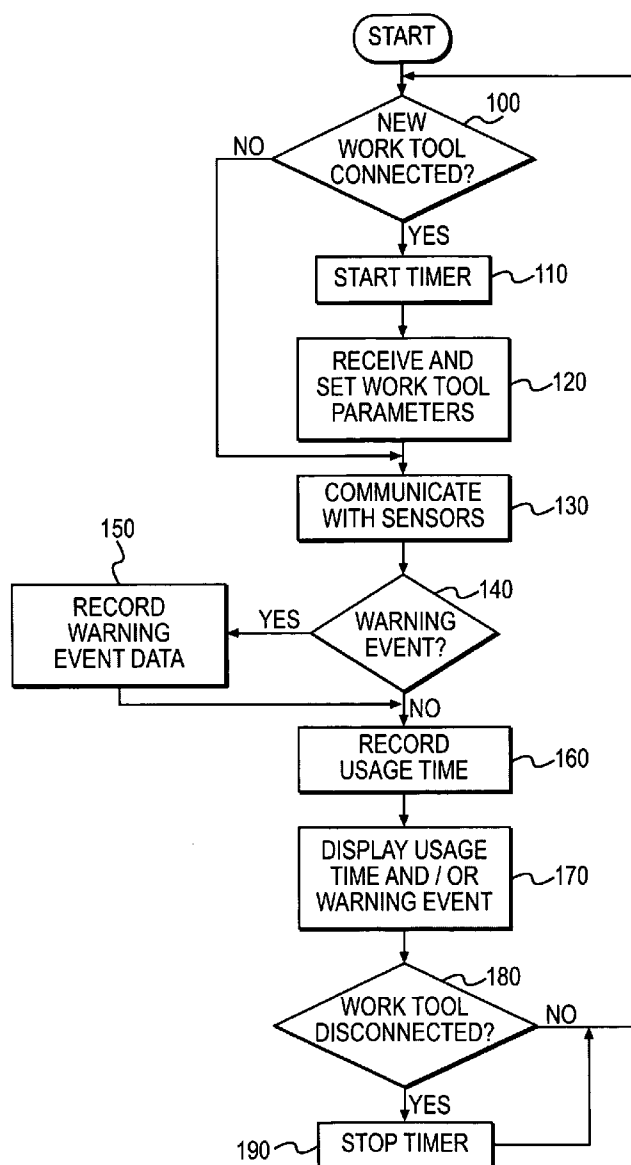 START
100
NEW
WORK TOOL
CONNECTED?
NO
YES
START TIMER
110
RECEIVE AND
SET WORK TOOL
PARAMETERS
120
COMMUNICATE
WITH SENSORS
130
150
RECORD
WARNING
EVENT DATA
YES
140
WARNING
EVENT?
NO
RECORD
USAGE TIME
160
DISPLAY USAGE
TIME AND / OR
WARNING EVENT
170
180
WORK TOOL
DISCONNECTED?
NO
YES
190
STOP TIMER